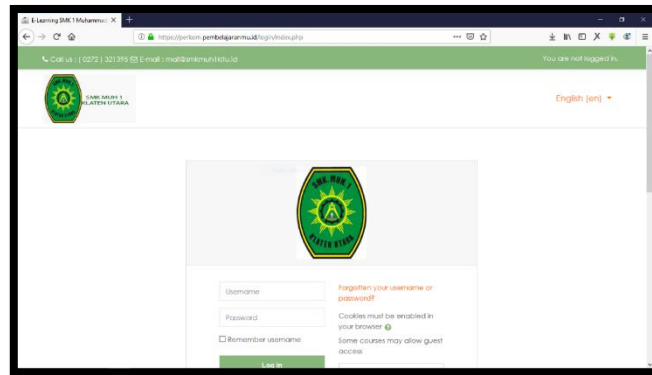 E-Learning SMK 1 Muhammad
https://perkom.pembelajaranmu.id/login/index.php
Call us : ( 0272 ) 321395 E-mail : mail@smkmuh1klu.id
You are not logged in.
SMK MUH 1
KLATEN UTARA
English (en)
SMK MUH 1
KLATEN UTARA
Username
Forgotten your username or
password?
Password
Cookies must be enabled in
your browser
Remember username
Some courses may allow guest
access
Log in